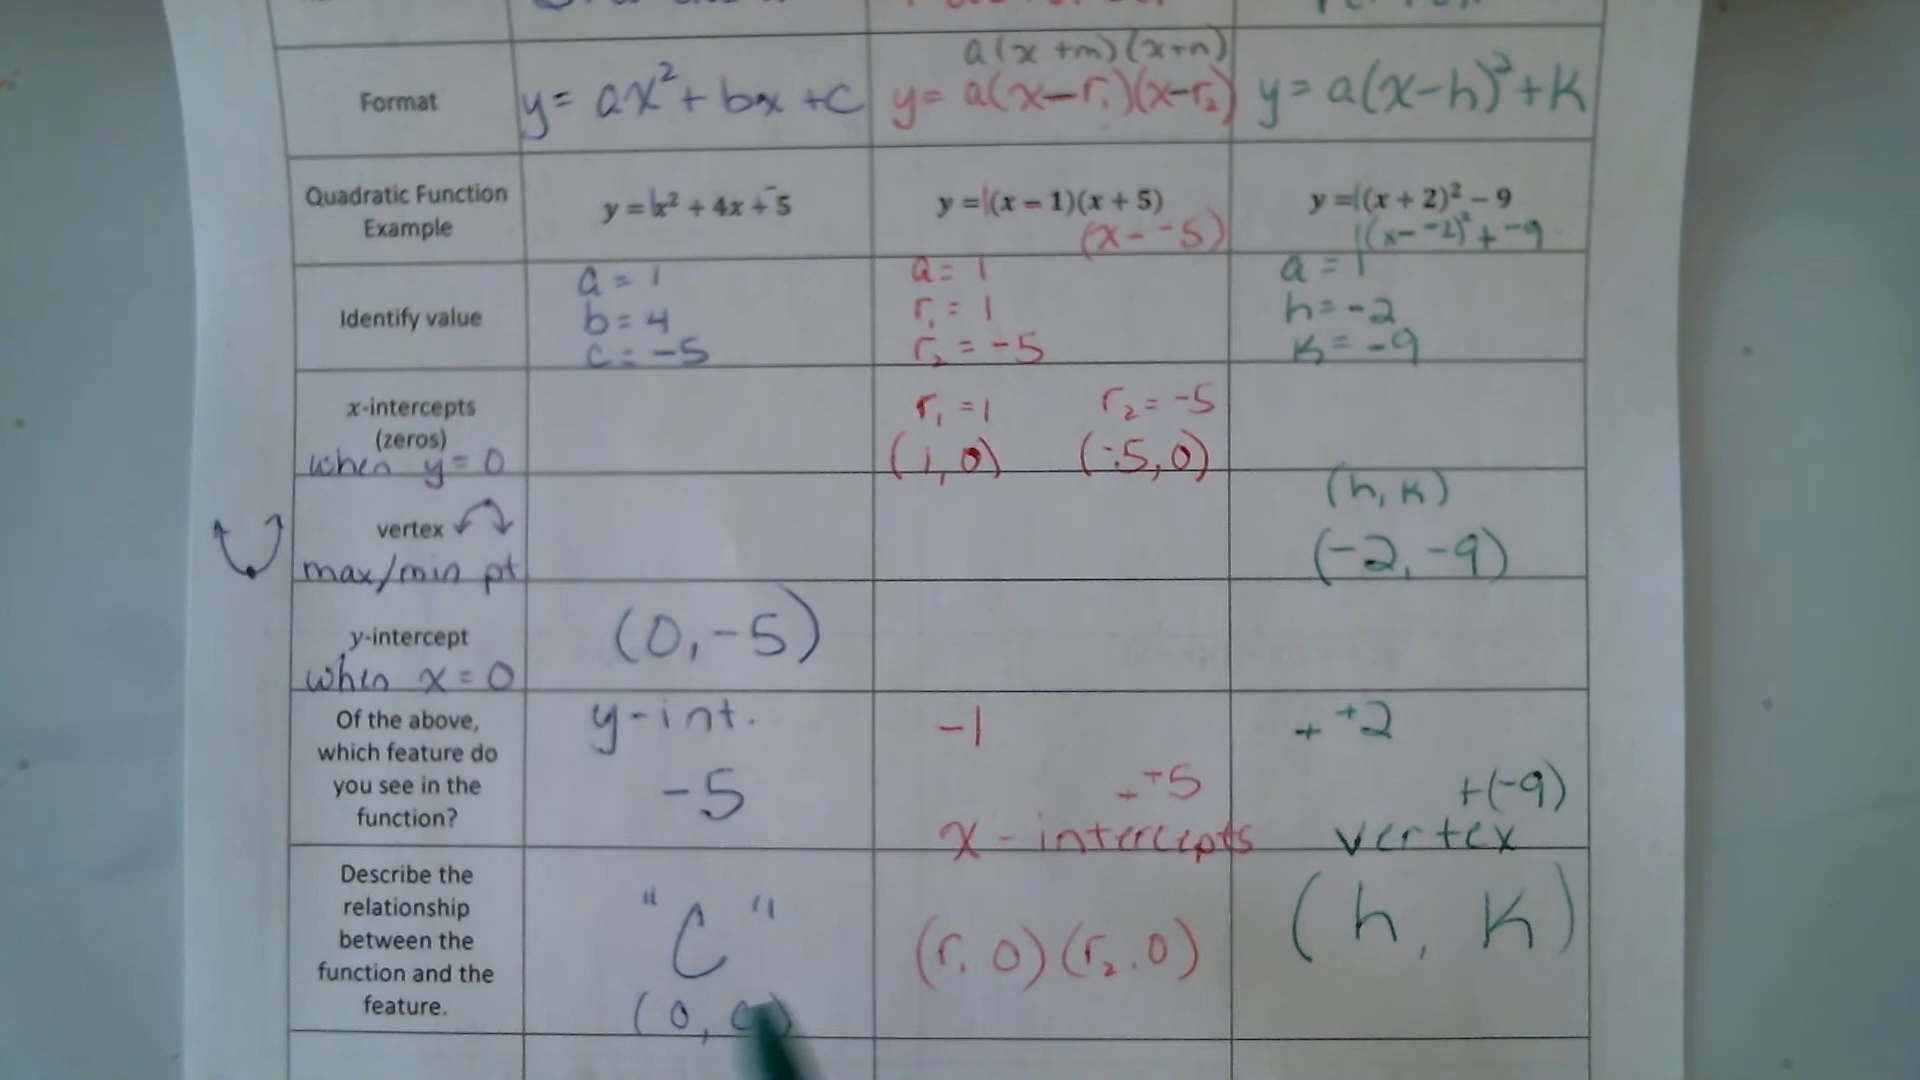 Format
y = ax² + bx + c
a(x + m)(x + n)
y = a(x - r₁)(x - r₂)
y = a(x - h)² + k
Quadratic Function
Example
y = 1x² + 4x + -5
y = 1(x - 1)(x + 5)
(x - -5)
y = 1(x + 2)² - 9
1(x - -2)² + -9
Identify value
a = 1
b = 4
c = -5
a = 1
r₁ = 1
r₂ = -5
a = 1
h = -2
k = -9
x-intercepts
(zeros)
when y = 0
r₁ = 1 r₂ = -5
(1, 0) (-5, 0)
vertex
max/min pt
(h, k)
(-2, -9)
y-intercept
when x = 0
(0, -5)
Of the above,
which feature do
you see in the
function?
y-int.
-5
-1
+ +5
x - intercepts
+ +2
+(-9)
vertex
Describe the
relationship
between the
function and the
feature.
"C"
(0, c)
(r₁ 0) (r₂ . 0)
(h, k)